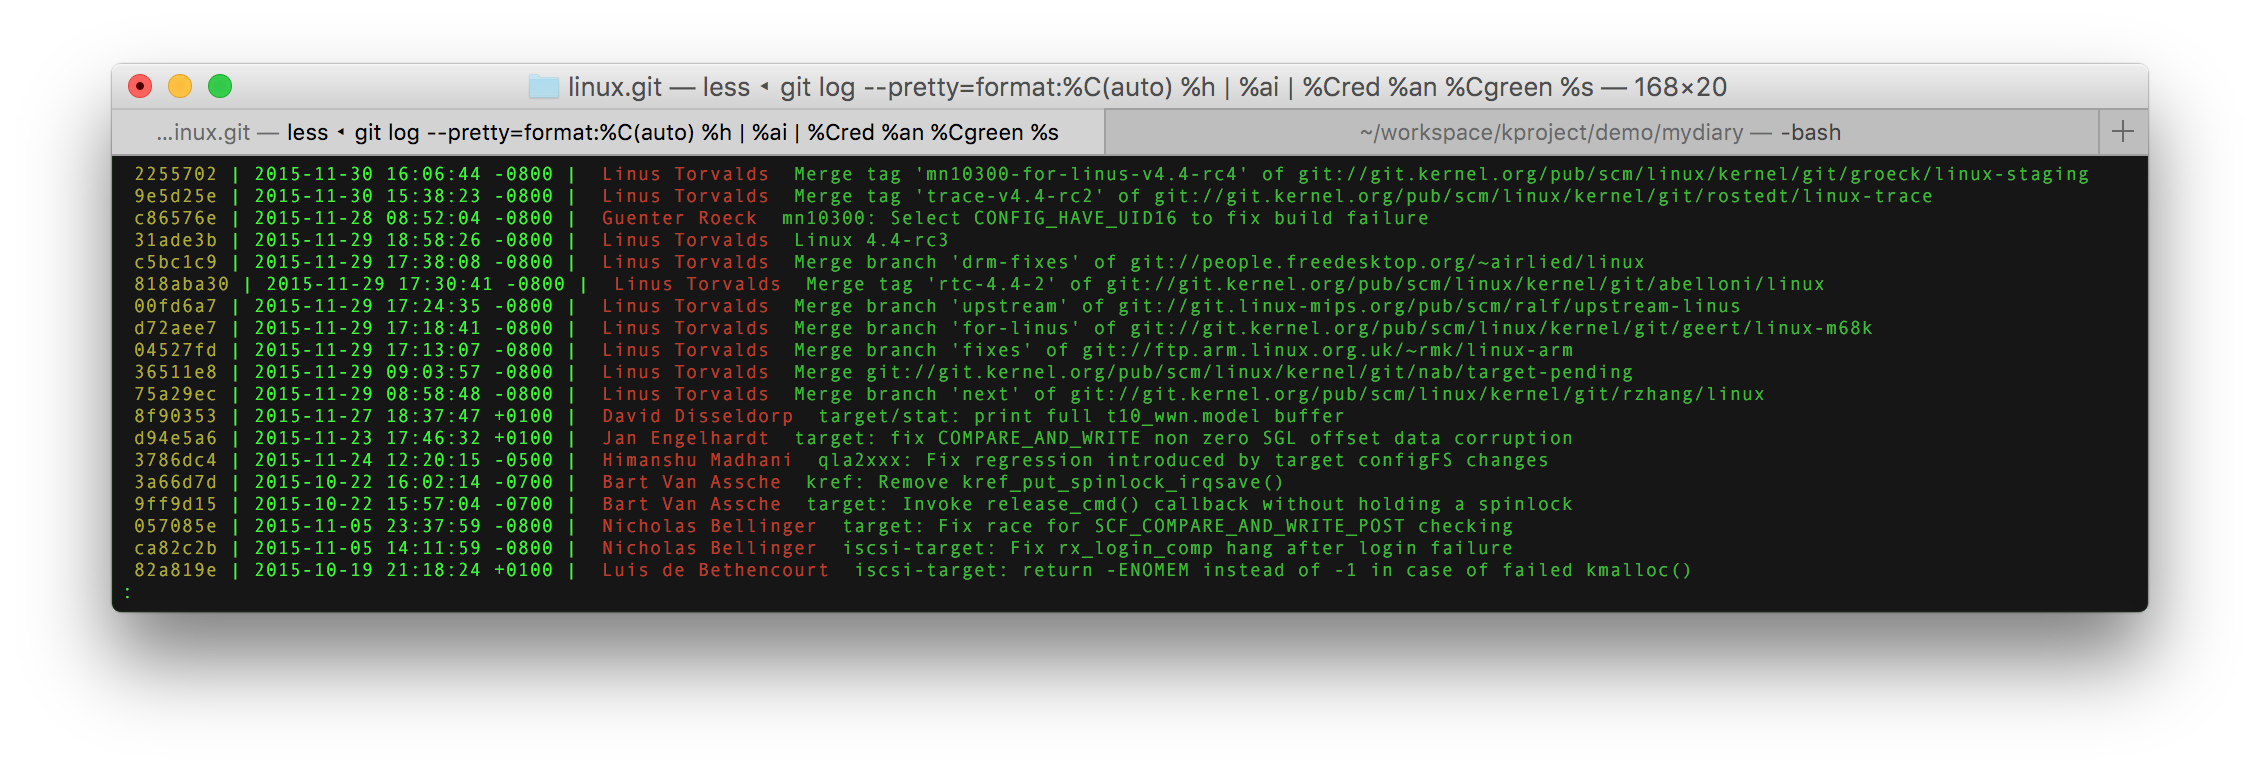 linux.git — less ◂ git log --pretty=format:%C(auto) %h | %ai | %Cred %an %Cgreen %s — 168×20
...inux.git — less ◂ git log --pretty=format:%C(auto) %h | %ai | %Cred %an %Cgreen %s ~/workspace/kproject/demo/mydiary — -bash +
2255702 | 2015-11-30 16:06:44 -0800 | Linus Torvalds Merge tag 'mn10300-for-linus-v4.4-rc4' of git://git.kernel.org/pub/scm/linux/kernel/git/groeck/linux-staging
9e5d25e | 2015-11-30 15:38:23 -0800 | Linus Torvalds Merge tag 'trace-v4.4-rc2' of git://git.kernel.org/pub/scm/linux/kernel/git/rostedt/linux-trace
c86576e | 2015-11-28 08:52:04 -0800 | Guenter Roeck mn10300: Select CONFIG_HAVE_UID16 to fix build failure
31ade3b | 2015-11-29 18:58:26 -0800 | Linus Torvalds Linux 4.4-rc3
c5bc1c9 | 2015-11-29 17:38:08 -0800 | Linus Torvalds Merge branch 'drm-fixes' of git://people.freedesktop.org/~airlied/linux
818aba30 | 2015-11-29 17:30:41 -0800 | Linus Torvalds Merge tag 'rtc-4.4-2' of git://git.kernel.org/pub/scm/linux/kernel/git/abelloni/linux
00fd6a7 | 2015-11-29 17:24:35 -0800 | Linus Torvalds Merge branch 'upstream' of git://git.linux-mips.org/pub/scm/ralf/upstream-linus
d72aee7 | 2015-11-29 17:18:41 -0800 | Linus Torvalds Merge branch 'for-linus' of git://git.kernel.org/pub/scm/linux/kernel/git/geert/linux-m68k
04527fd | 2015-11-29 17:13:07 -0800 | Linus Torvalds Merge branch 'fixes' of git://ftp.arm.linux.org.uk/~rmk/linux-arm
36511e8 | 2015-11-29 09:03:57 -0800 | Linus Torvalds Merge git://git.kernel.org/pub/scm/linux/kernel/git/nab/target-pending
75a29ec | 2015-11-29 08:58:48 -0800 | Linus Torvalds Merge branch 'next' of git://git.kernel.org/pub/scm/linux/kernel/git/rzhang/linux
8f90353 | 2015-11-27 18:37:47 +0100 | David Disseldorp target/stat: print full t10_wwn.model buffer
d94e5a6 | 2015-11-23 17:46:32 +0100 | Jan Engelhardt target: fix COMPARE_AND_WRITE non zero SGL offset data corruption
3786dc4 | 2015-11-24 12:20:15 -0500 | Himanshu Madhani qla2xxx: Fix regression introduced by target configFS changes
3a66d7d | 2015-10-22 16:02:14 -0700 | Bart Van Assche kref: Remove kref_put_spinlock_irqsave()
9ff9d15 | 2015-10-22 15:57:04 -0700 | Bart Van Assche target: Invoke release_cmd() callback without holding a spinlock
057085e | 2015-11-05 23:37:59 -0800 | Nicholas Bellinger target: Fix race for SCF_COMPARE_AND_WRITE_POST checking
ca82c2b | 2015-11-05 14:11:59 -0800 | Nicholas Bellinger iscsi-target: Fix rx_login_comp hang after login failure
82a819e | 2015-10-19 21:18:24 +0100 | Luis de Bethencourt iscsi-target: return -ENOMEM instead of -1 in case of failed kmalloc()
: